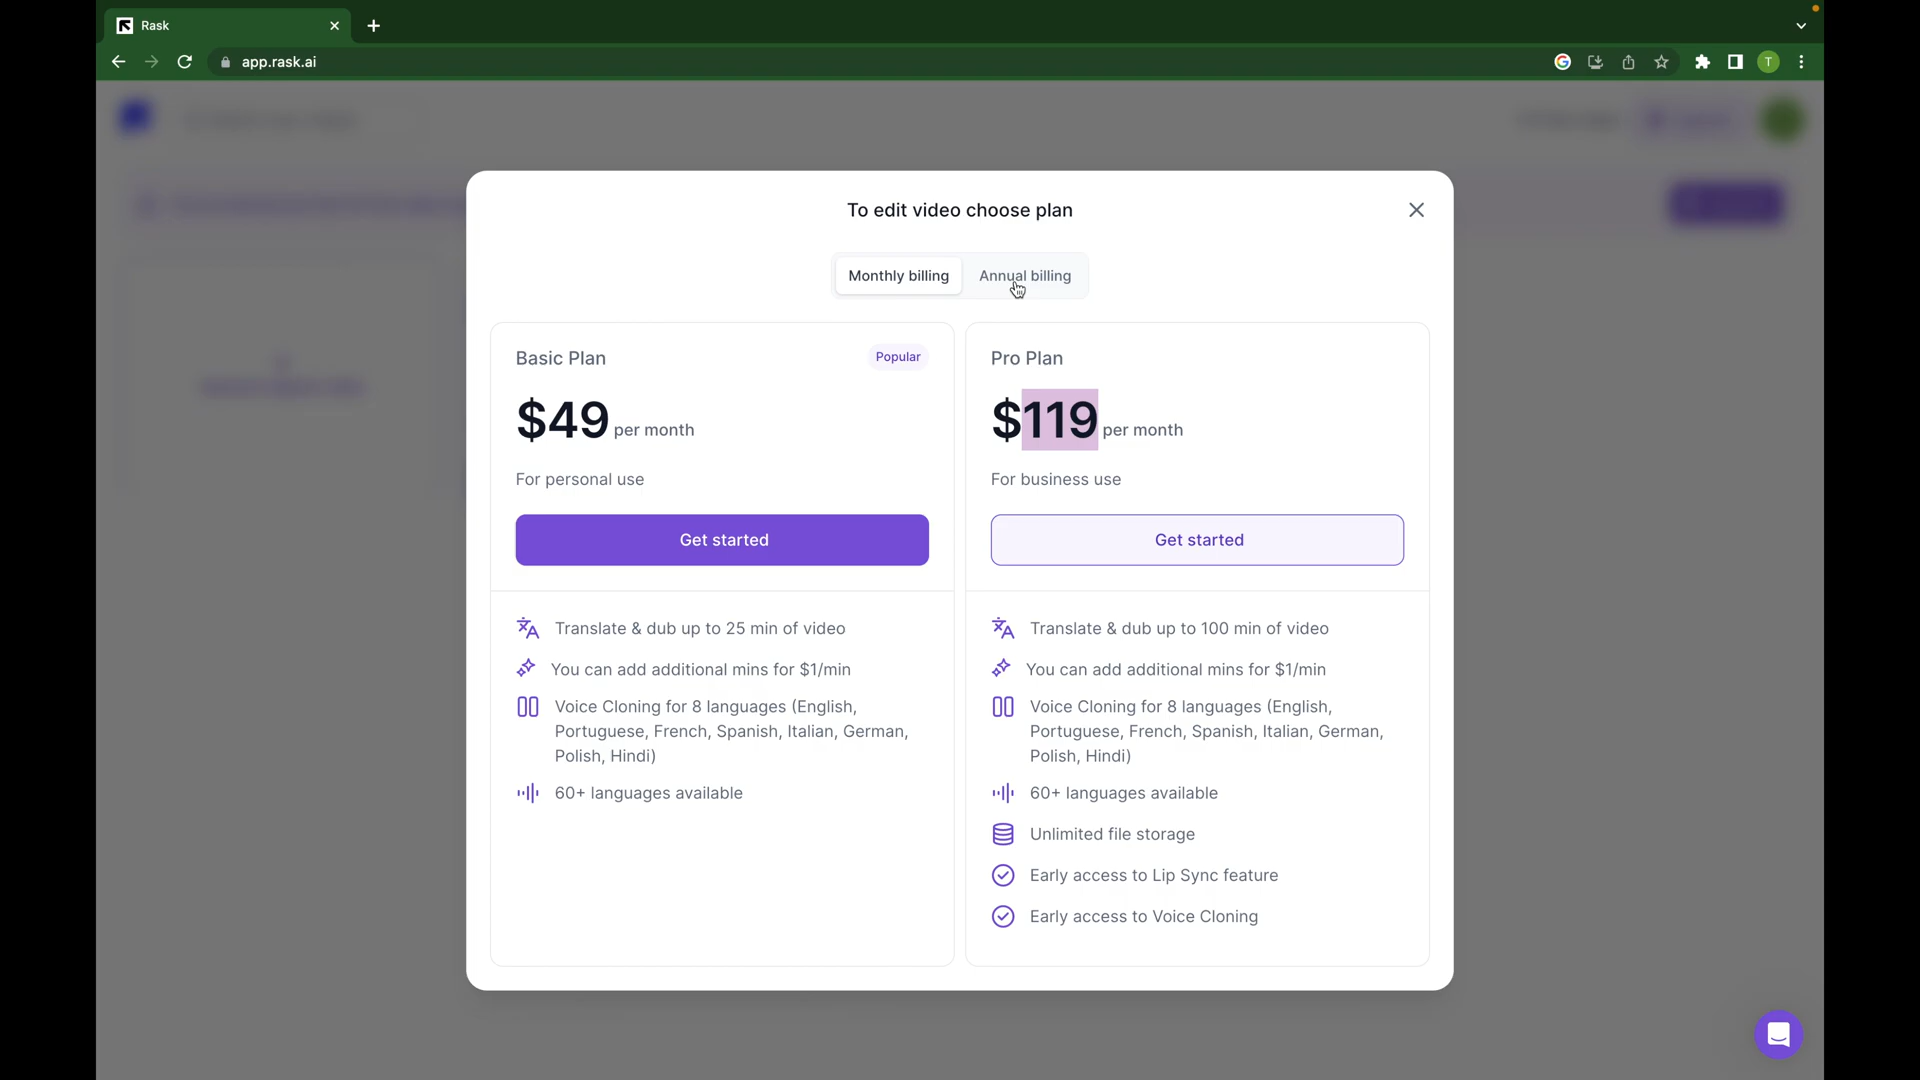 Rask
app.rask.ai
T
To edit video choose plan
Monthly billing
Annual billing
Basic Plan
Popular
$49 per month
For personal use
Get started
Translate & dub up to 25 min of video
You can add additional mins for $1/min
Voice Cloning for 8 languages (English,
Portuguese, French, Spanish, Italian, German,
Polish, Hindi)
60+ languages available
Pro Plan
$119 per month
For business use
Get started
Translate & dub up to 100 min of video
You can add additional mins for $1/min
Voice Cloning for 8 languages (English,
Portuguese, French, Spanish, Italian, German,
Polish, Hindi)
60+ languages available
Unlimited file storage
Early access to Lip Sync feature
Early access to Voice Cloning